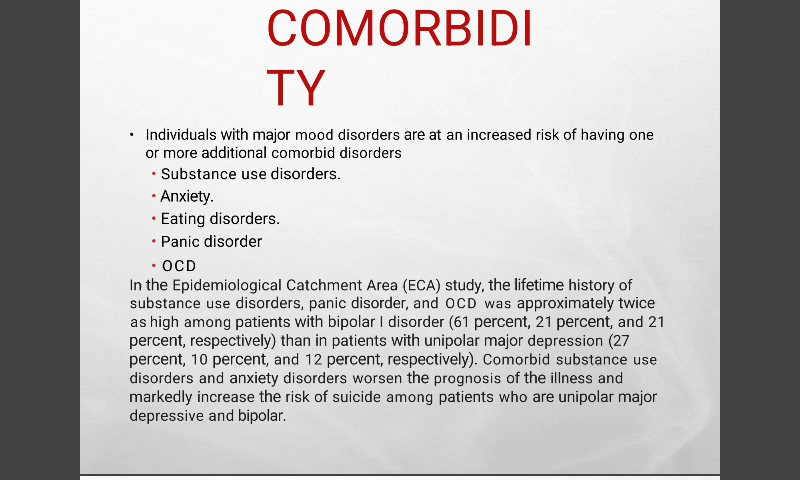 COMORBIDI
TY
• Individuals with major mood disorders are at an increased risk of having one
or more additional comorbid disorders
• Substance use disorders.
• Anxiety.
• Eating disorders.
• Panic disorder
• OCD
In the Epidemiological Catchment Area (ECA) study, the lifetime history of
substance use disorders, panic disorder, and OCD was approximately twice
as high among patients with bipolar I disorder (61 percent, 21 percent, and 21
percent, respectively) than in patients with unipolar major depression (27
percent, 10 percent, and 12 percent, respectively). Comorbid substance use
disorders and anxiety disorders worsen the prognosis of the illness and
markedly increase the risk of suicide among patients who are unipolar major
depressive and bipolar.